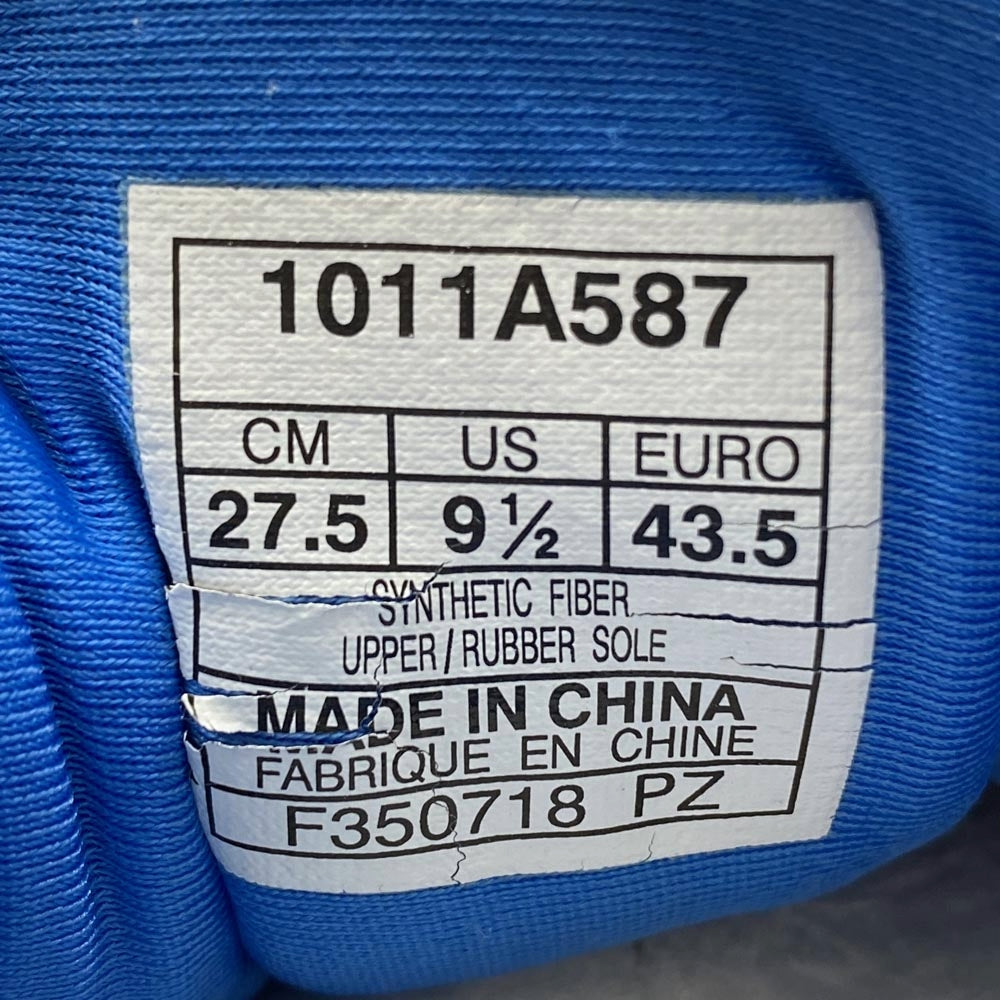 1011A587
CM US EURO
27.5 9½ 43.5
SYNTHETIC FIBER
UPPER/RUBBER SOLE
MADE IN CHINA
FABRIQUE EN CHINE
F350718 PZ